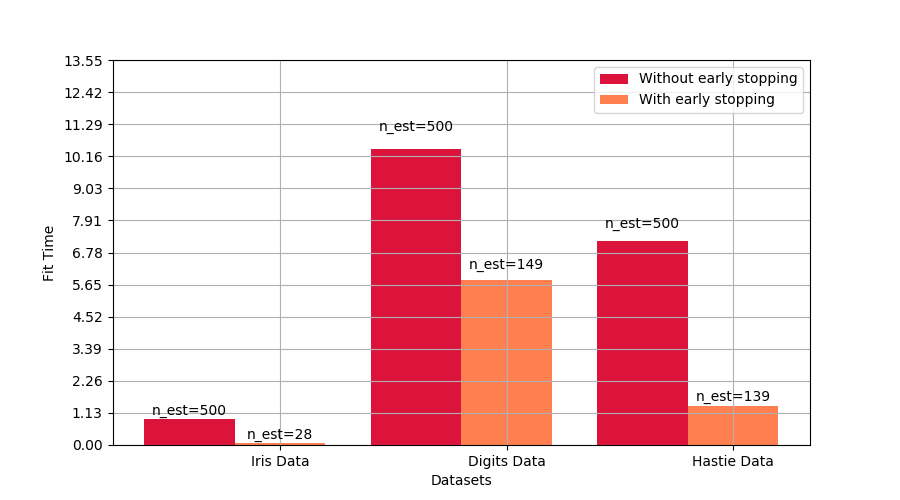 13.55
12.42
11.29
10.16
9.03
7.91
6.78
5.65
4.52
3.39
2.26
1.13
0.00
Fit Time
Without early stopping
With early stopping
n_est=500
n_est=28
n_est=500
n_est=149
n_est=500
n_est=139
Iris Data
Digits Data
Hastie Data
Datasets